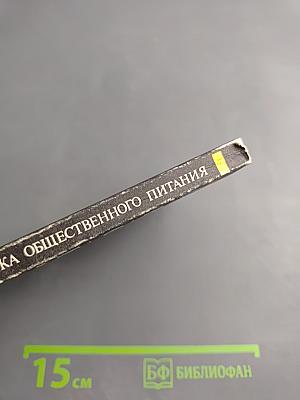 КА ОБЩЕСТВЕННОГО ПИТАНИЯ
15 см
БФ БИБЛИОФАН